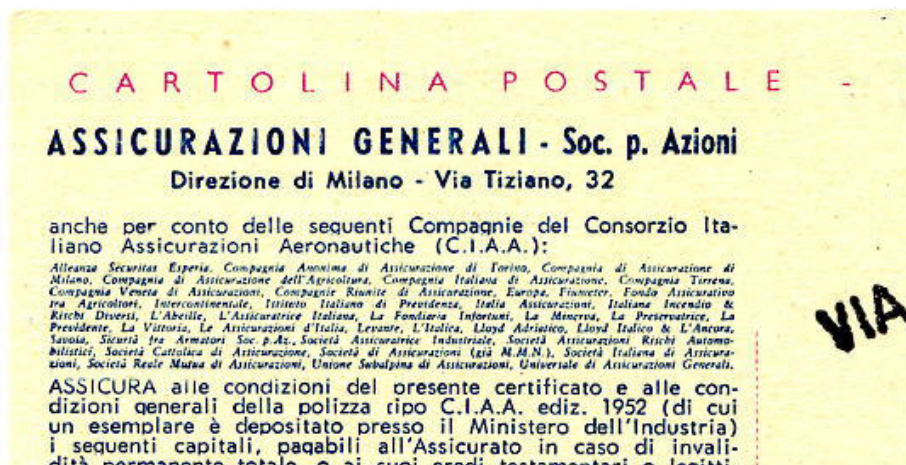 CARTOLINA POSTALE -
ASSICURAZIONI GENERALI - Soc. p. Azioni
Direzione di Milano - Via Tiziano, 32
anche per conto delle seguenti Compagnie del Consorzio Ita-
liano Assicurazioni Aeronautiche (C.I.A.A.):
Alleanza Securitas Esperia, Compagnia Anonima di Assicurazione di Torino, Compagnia di Assicurazione di
Milano, Compagnia di Assicurazione dell'Agricoltura, Compagnia Italiana di Assicurazione, Compagnia Tirrena,
Compagnia Veneta di Assicurazioni, Compagnie Riunite di Assicurazione, Europa, Fiumeter, Fondo Assicurativo
tra Agricoltori, Intercontinentale, Istituto Italiano di Previdenza, Italia Assicurazioni, Italiana Incendio &
Rischi Diversi, L'Abeille, L'Assicuratrice Italiana, La Fondiaria Infortuni, La Minerva, La Preservatrice, La
Previdente, La Vittoria, Le Assicurazioni d'Italia, Levante, L'Italica, Lloyd Adriatico, Lloyd Italico & L'Ancora,
Savoia, Sicurtà fra Armatori Soc. p. Az., Società Assicuratrice Industriale, Società Assicurazioni Rischi Automo-
bilistici, Società Cattolica di Assicurazione, Società di Assicurazioni (già M.M.N.), Società Italiana di Assicura-
zioni, Società Reale Mutua di Assicurazioni, Unione Subalpina di Assicurazioni, Universale di Assicurazioni Generali.
VIA
ASSICURA alle condizioni del presente certificato e alle con-
dizioni generali della polizza tipo C.I.A.A. ediz. 1952 (di cui
un esemplare è depositato presso il Ministero dell'Industria)
i seguenti capitali, pagabili all'Assicurato in caso di invali-
dità permanente totale, o ai suoi eredi testamentari o legitti-